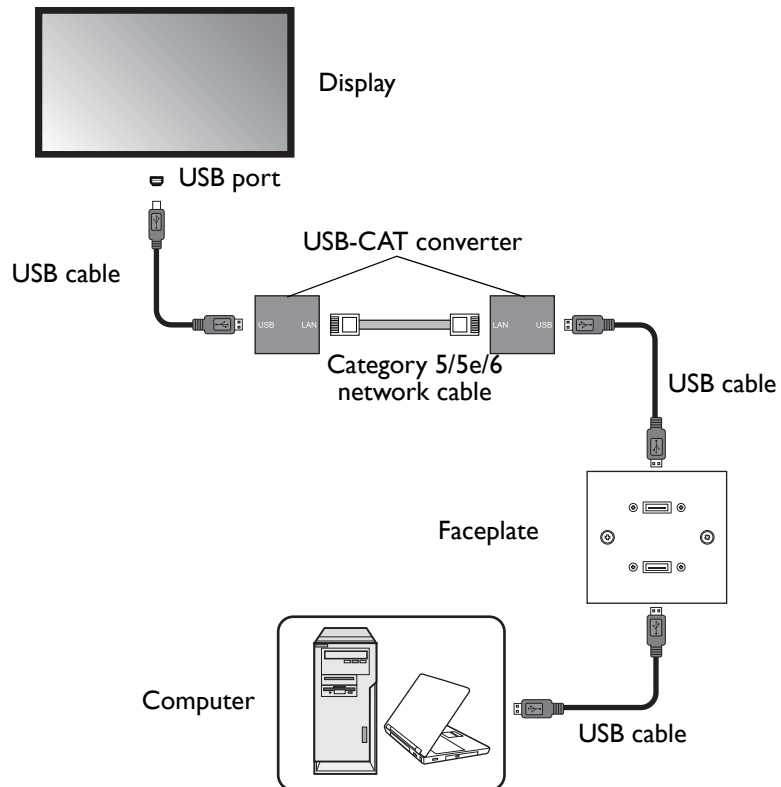 Display
USB port
USB-CAT converter
USB cable
USB LAN
LAN USB
Category 5/5e/6
network cable
USB cable
Faceplate
Computer
USB cable